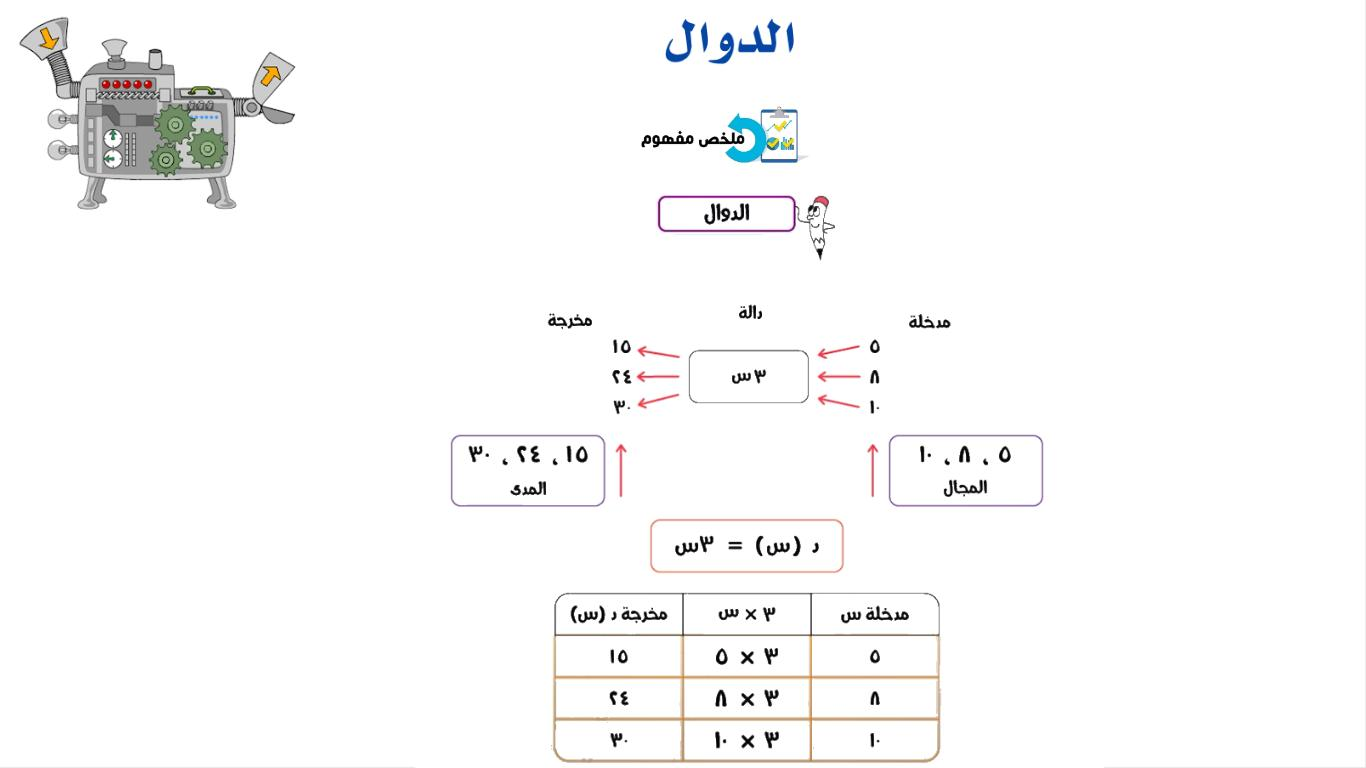 الدوال
ملخص مفهوم
الدوال
مدخلة دالة مخرجة
٥ ١٥
٨ ٣س ٢٤
١٠ ٣٠
٥ ، ٨ ، ١٠
المجال
١٥ ، ٢٤ ، ٣٠
المدى
د (س) = ٣س
مدخلة س ٣ × س مخرجة د (س)
٥ ٣ × ٥ ١٥
٨ ٣ × ٨ ٢٤
١٠ ٣ × ١٠ ٣٠